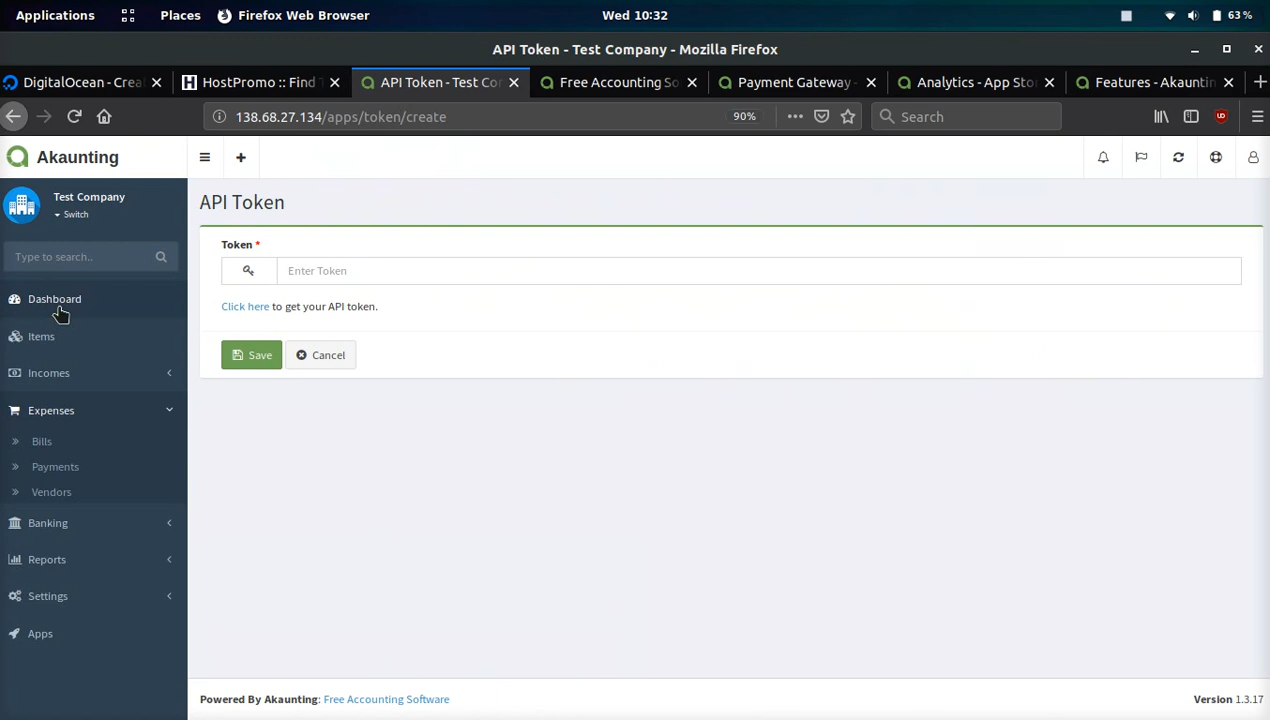 Applications Places Firefox Web Browser Wed 10:32 63 %
API Token - Test Company - Mozilla Firefox
DigitalOcean - Crea HostPromo :: Find API Token - Test Co Free Accounting So Payment Gateway - Analytics - App Sto Features - Akauntin
138.68.27.134/apps/token/create 90% Search
Akaunting
Test Company
Switch
Type to search..
Dashboard
Items
Incomes
Expenses
Bills
Payments
Vendors
Banking
Reports
Settings
Apps
API Token
Token *
Enter Token
Click here to get your API token.
Save Cancel
Powered By Akaunting: Free Accounting Software Version 1.3.17